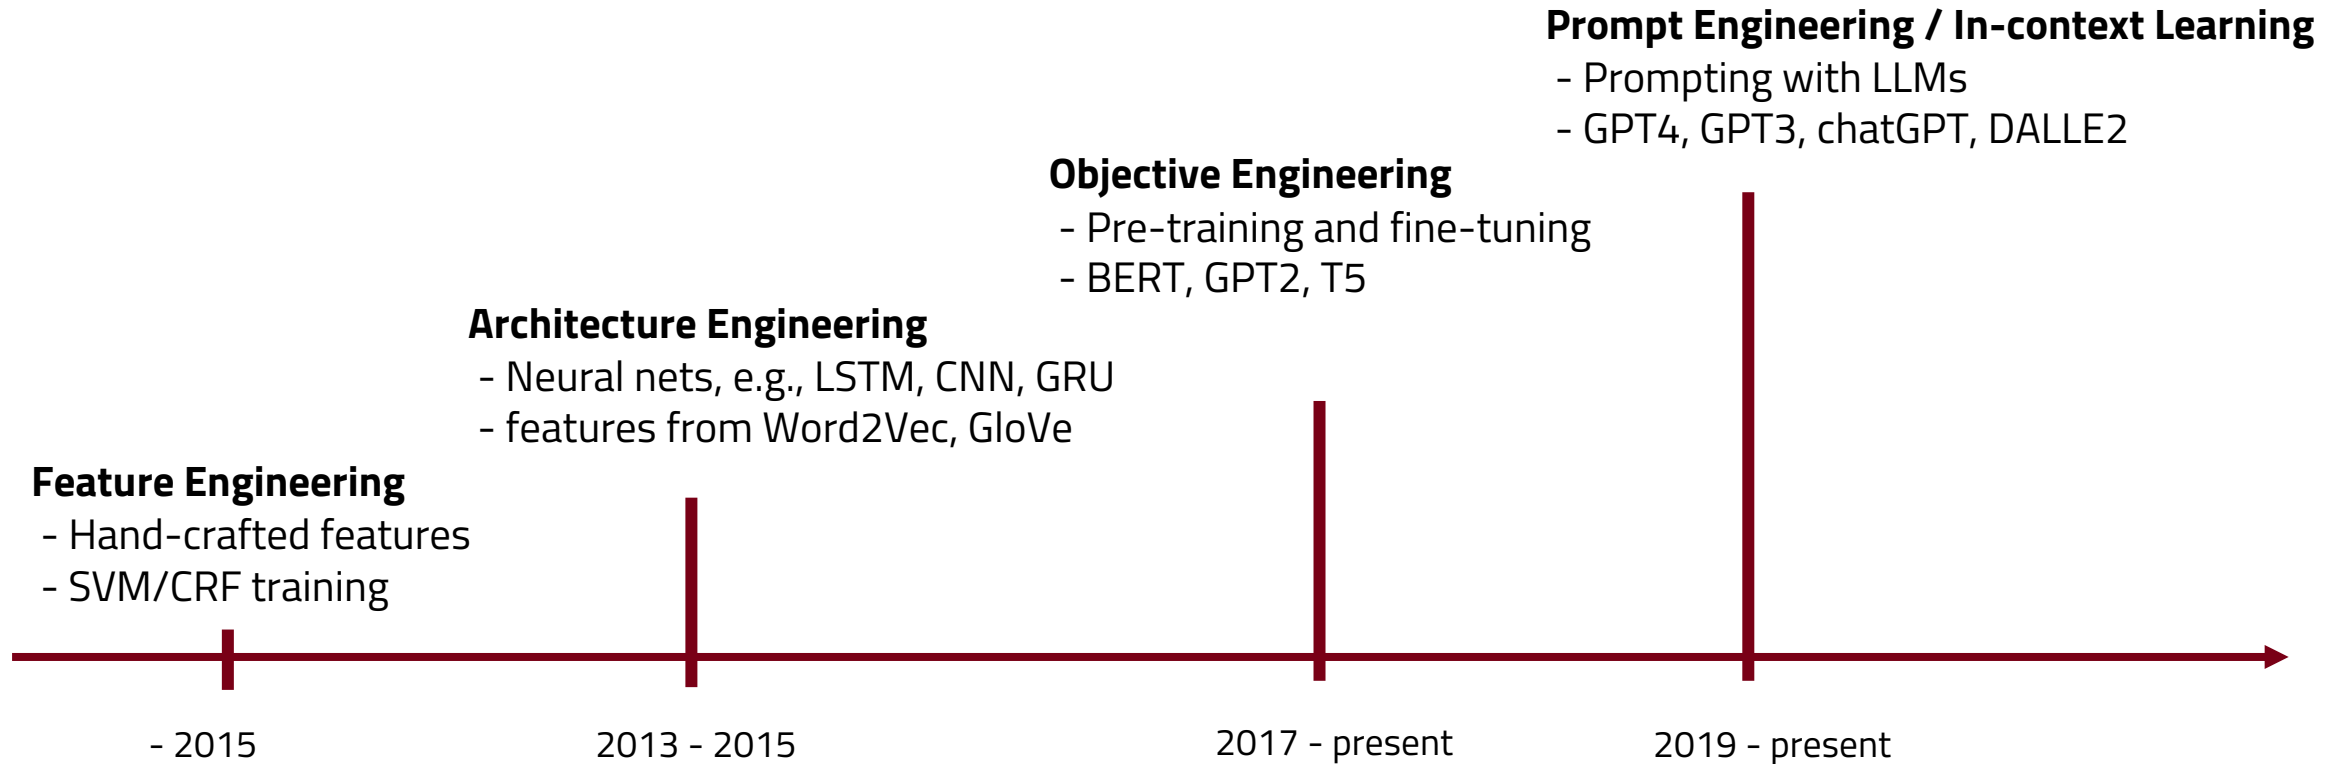 Prompt Engineering / In-context Learning
- Prompting with LLMs
- GPT4, GPT3, chatGPT, DALLE2
Objective Engineering
- Pre-training and fine-tuning
- BERT, GPT2, T5
Architecture Engineering
- Neural nets, e.g., LSTM, CNN, GRU
- features from Word2Vec, GloVe
Feature Engineering
- Hand-crafted features
- SVM/CRF training
- 2015
2013 - 2015
2017 - present
2019 - present